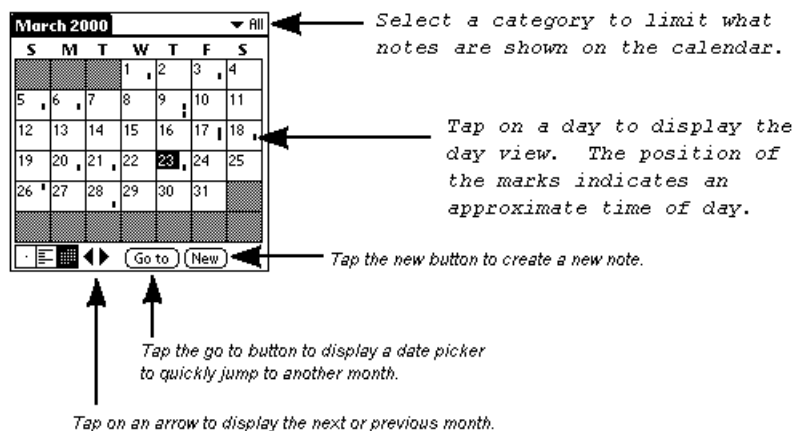 March 2000 All
S M T W T F S
1 2 3 4
5 6 7 8 9 10 11
12 13 14 15 16 17 18
19 20 21 22 23 24 25
26 27 28 29 30 31
Go to New
Select a category to limit what
notes are shown on the calendar.
Tap on a day to display the
day view. The position of
the marks indicates an
approximate time of day.
Tap the new button to create a new note.
Tap the go to button to display a date picker
to quickly jump to another month.
Tap on an arrow to display the next or previous month.